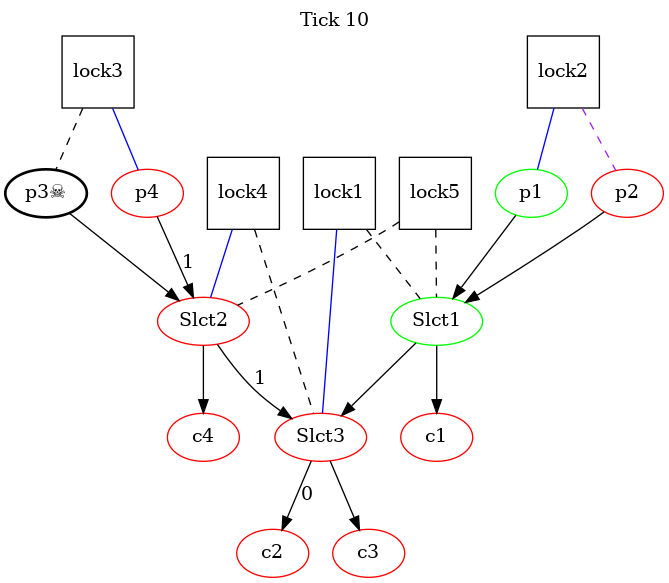 Tick 10
lock3
lock2
p3☠
p4
lock4
lock1
lock5
p1
p2
1
Slct2
Slct1
1
c4
Slct3
c1
0
c2
c3